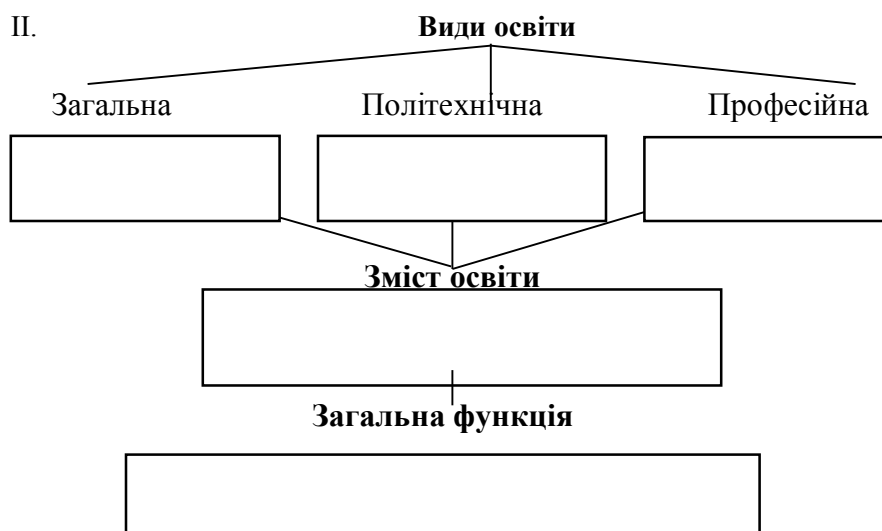 II. Види освіти
Загальна Політехнічна Професійна
Зміст освіти
Загальна функція